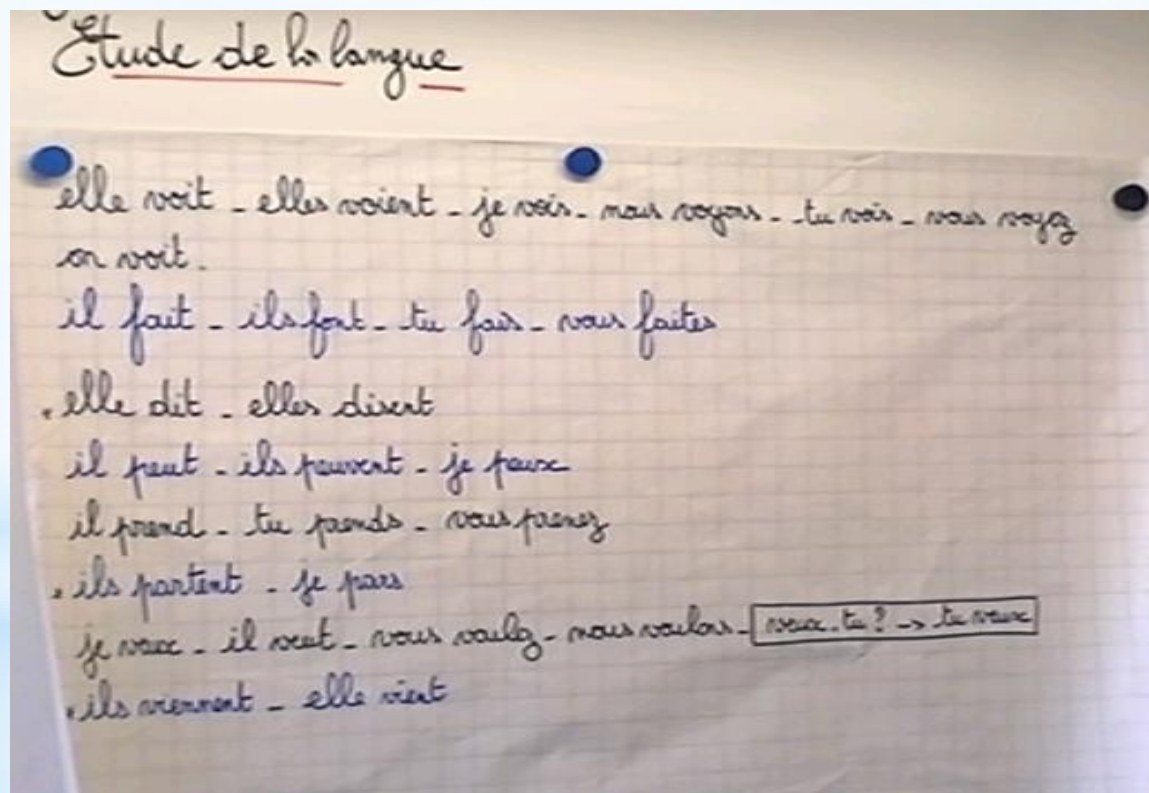 Etude de la langue
elle voit - elles voient - je vois - nous voyons - tu vois - vous voyez
on voit.
il fait - ils font - tu fais - vous faites
. elle dit - elles disent
il peut - ils peuvent - je peux
il prend - tu prends - vous prenez
. ils partent - je pars
je veux - il veut - vous voulez - nous voulons - veux-tu? -> tu veux
. ils viennent - elle vient